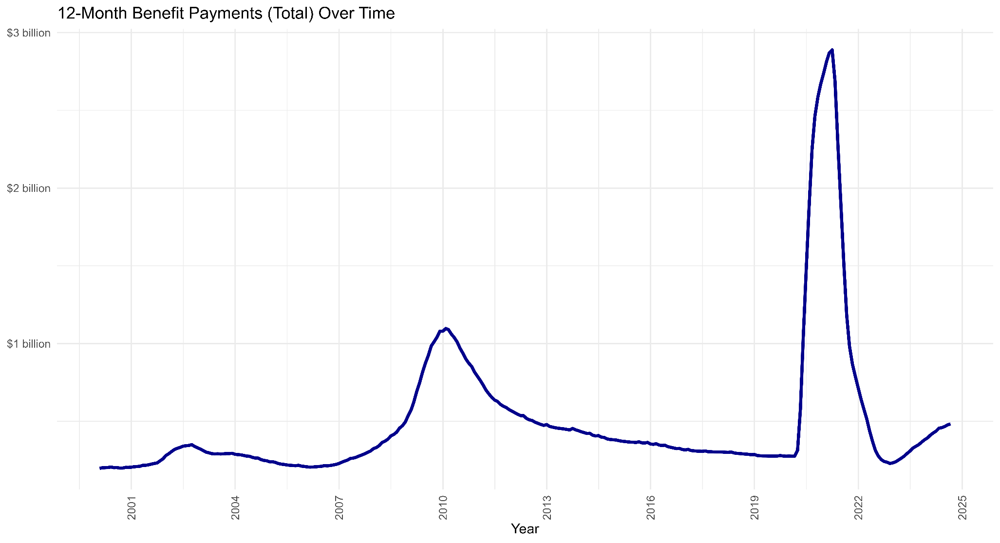 12-Month Benefit Payments (Total) Over Time
$3 billion
$2 billion
$1 billion
2001
2004
2007
2010
2013
2016
2019
2022
2025
Year